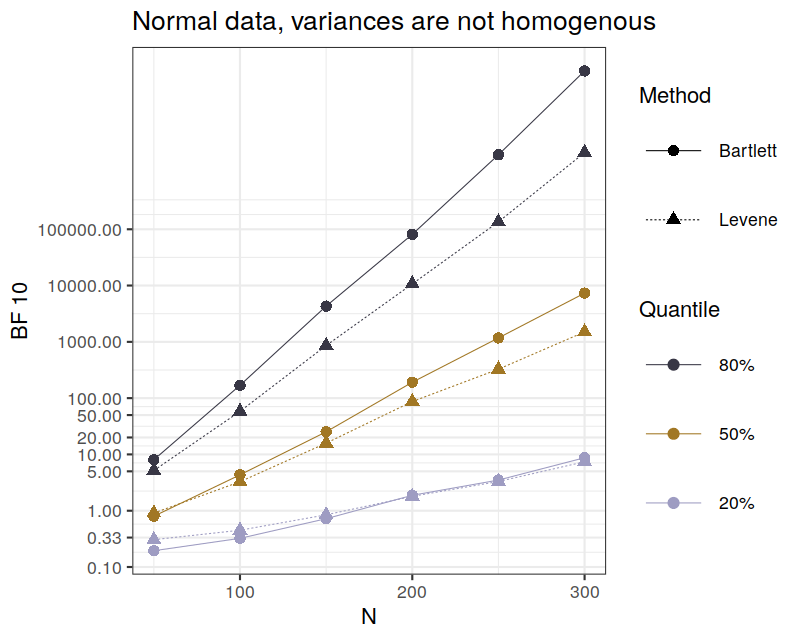 Normal data, variances are not homogenous
BF 10
100000.00
10000.00
1000.00
100.00
50.00
20.00
10.00
5.00
1.00
0.33
0.10
100
200
300
N
Method
Bartlett
Levene
Quantile
80%
50%
20%